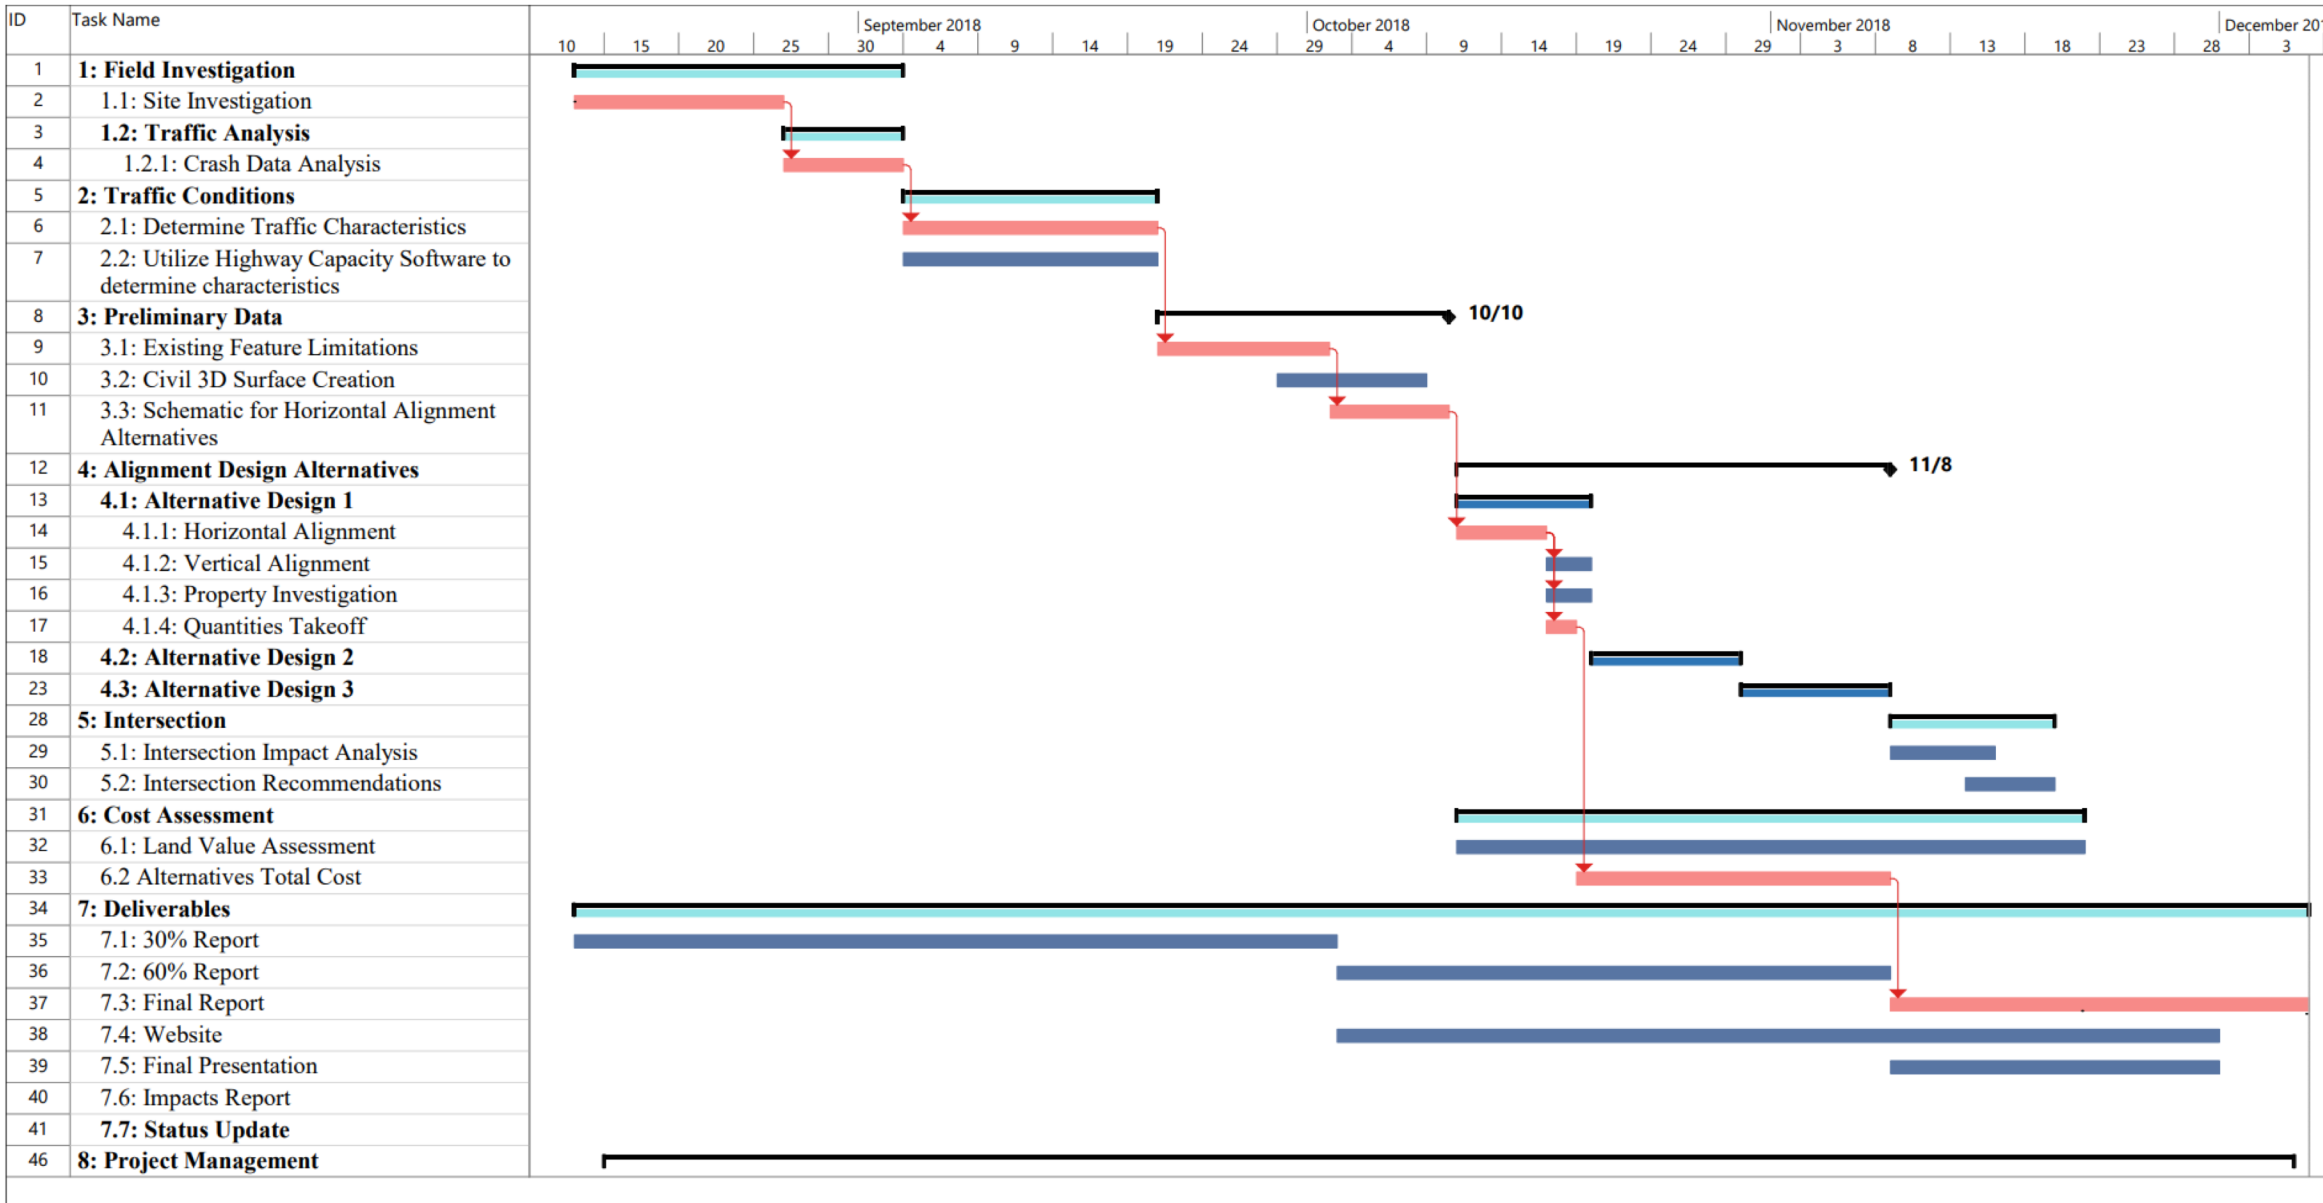 ID Task Name
September 2018 October 2018 November 2018 December 201
10 15 20 25 30 4 9 14 19 24 29 4 9 14 19 24 29 3 8 13 18 23 28 3
1 1: Field Investigation
2 1.1: Site Investigation
3 1.2: Traffic Analysis
4 1.2.1: Crash Data Analysis
5 2: Traffic Conditions
6 2.1: Determine Traffic Characteristics
7 2.2: Utilize Highway Capacity Software to
determine characteristics
8 3: Preliminary Data 10/10
9 3.1: Existing Feature Limitations
10 3.2: Civil 3D Surface Creation
11 3.3: Schematic for Horizontal Alignment
Alternatives
12 4: Alignment Design Alternatives 11/8
13 4.1: Alternative Design 1
14 4.1.1: Horizontal Alignment
15 4.1.2: Vertical Alignment
16 4.1.3: Property Investigation
17 4.1.4: Quantities Takeoff
18 4.2: Alternative Design 2
23 4.3: Alternative Design 3
28 5: Intersection
29 5.1: Intersection Impact Analysis
30 5.2: Intersection Recommendations
31 6: Cost Assessment
32 6.1: Land Value Assessment
33 6.2 Alternatives Total Cost
34 7: Deliverables
35 7.1: 30% Report
36 7.2: 60% Report
37 7.3: Final Report
38 7.4: Website
39 7.5: Final Presentation
40 7.6: Impacts Report
41 7.7: Status Update
46 8: Project Management